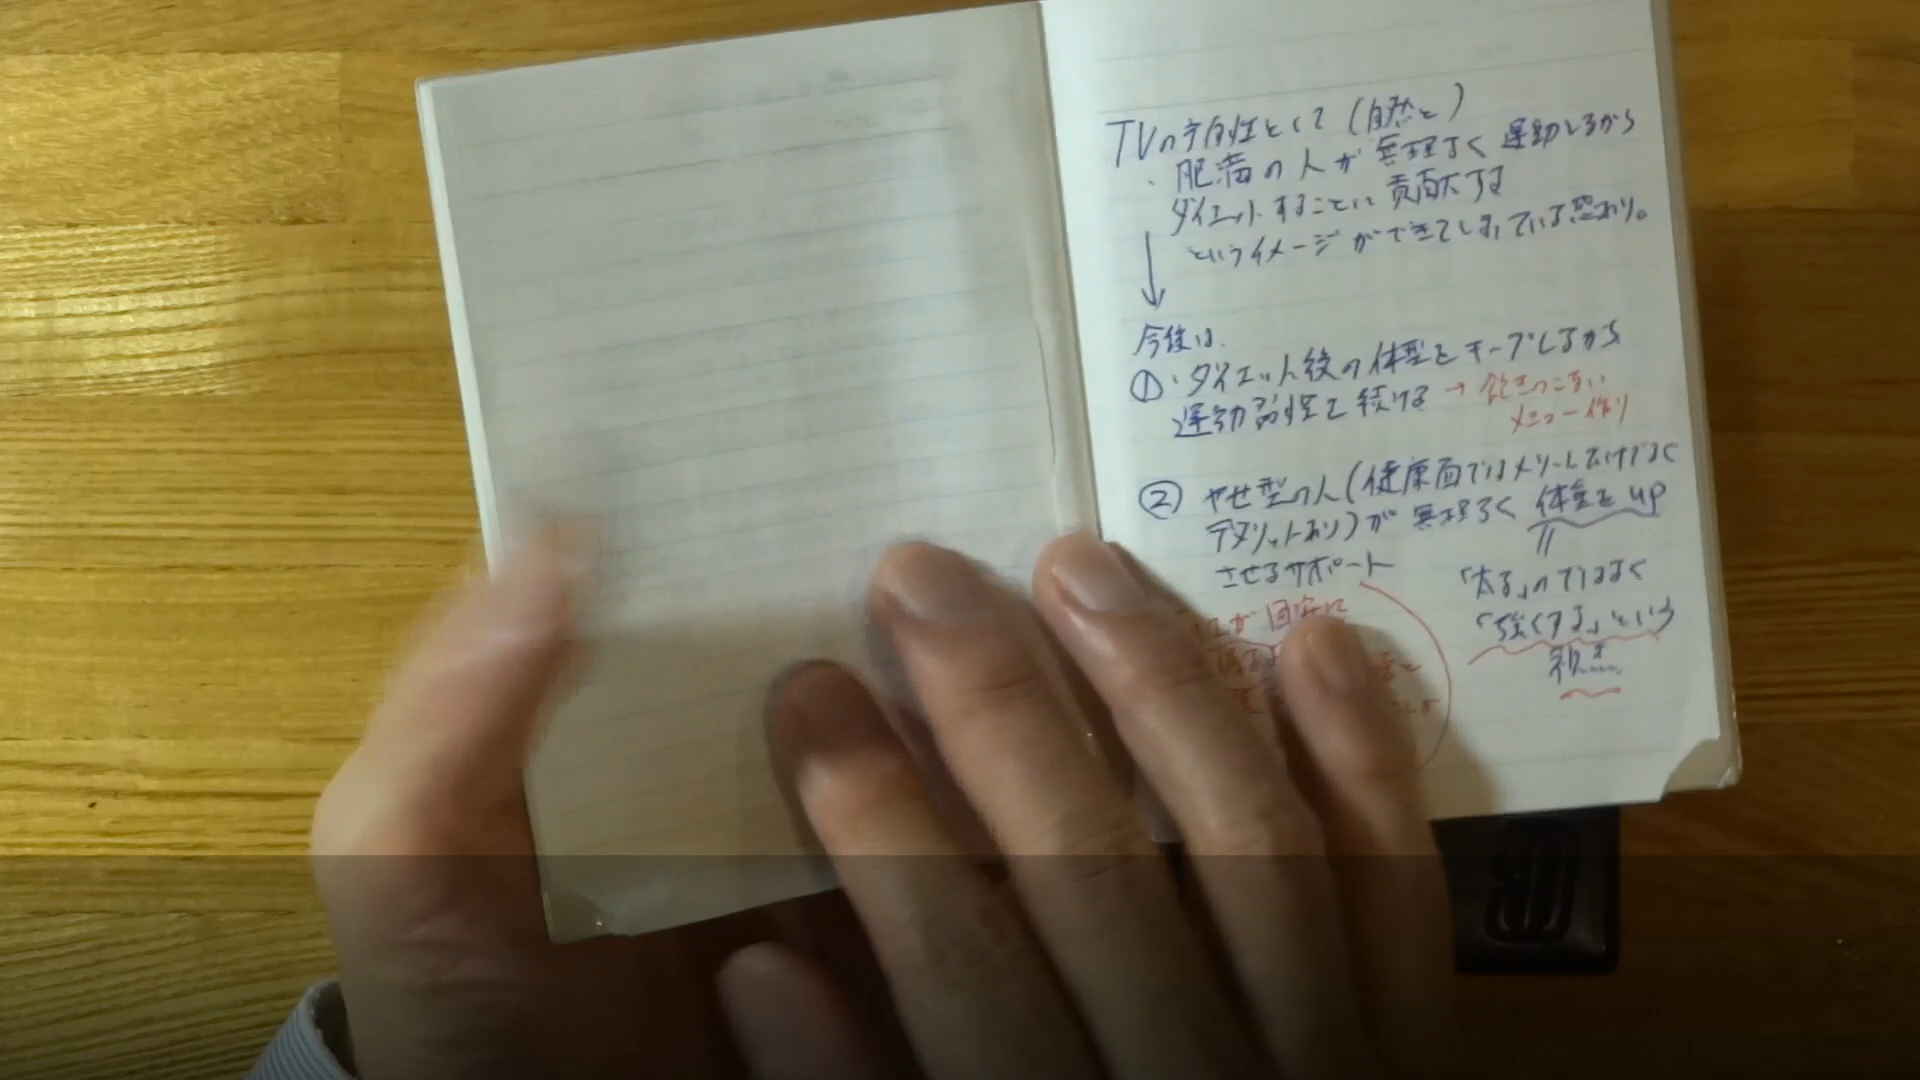 TVの方向性として(自然と)
・肥満の人が無理なく運動しながら
ダイエットすることに貢献する
というイメージができてしまっている恐れあり。
↓
今後は
①・ダイエット後の体型をキープしながら
運動習慣を続ける → 飽きのこない
メニュー作り
② やせ型の人(健康面ではメリットだけでなく
デメリットあり)が無理なく体重をup
させるサポート
「太る」のではなく
「強くする」という
視点